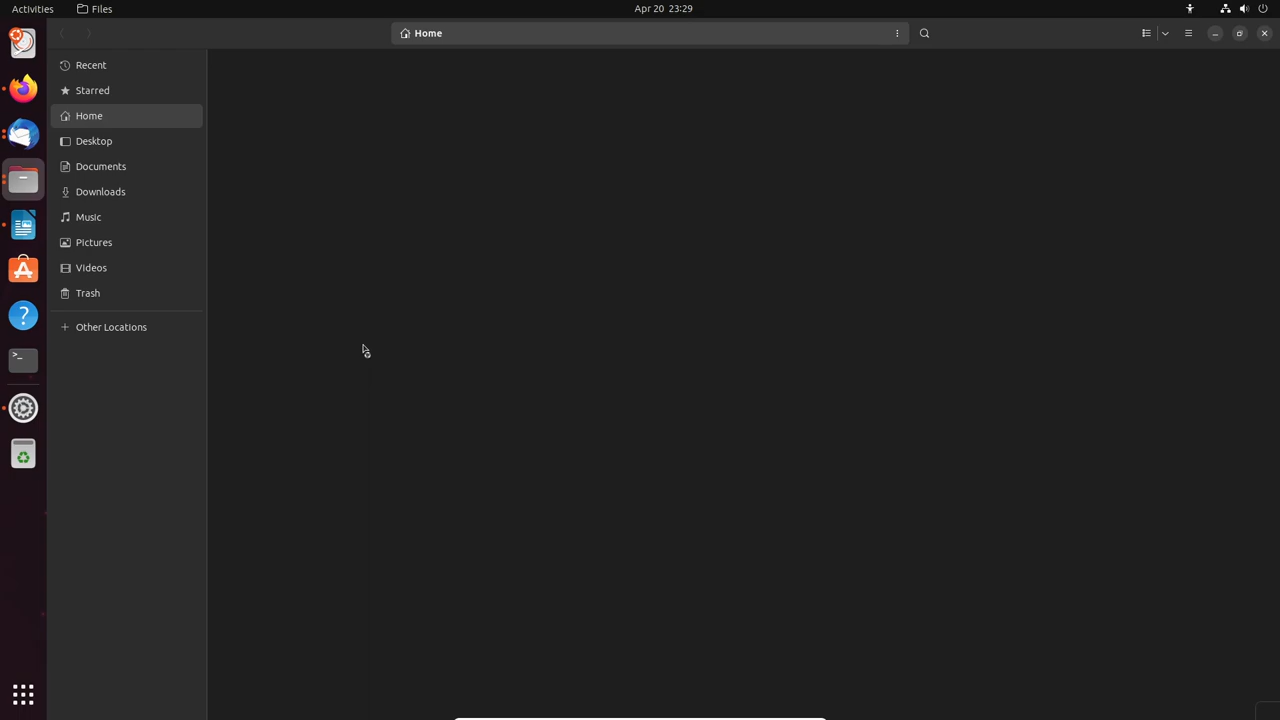 Activities
Files
Apr 20 23:29
Home
Recent
Starred
Home
Desktop
Documents
Downloads
Music
Pictures
Videos
Trash
Other Locations